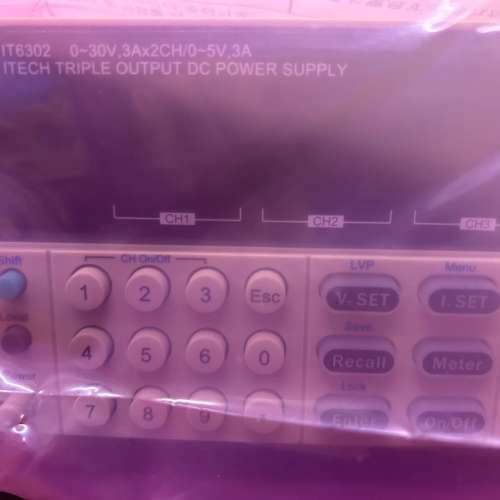 IT6302 0~30V,3Ax2CH/0~5V,3A
ITECH TRIPLE OUTPUT DC POWER SUPPLY
CH1 CH2 CH3
Shift CH On/Off LVP Menu
1 2 3 Esc V. SET I. SET
Local Save
4 5 6 0 Recall Meter
Lock
7 8 9 Enter On/Off